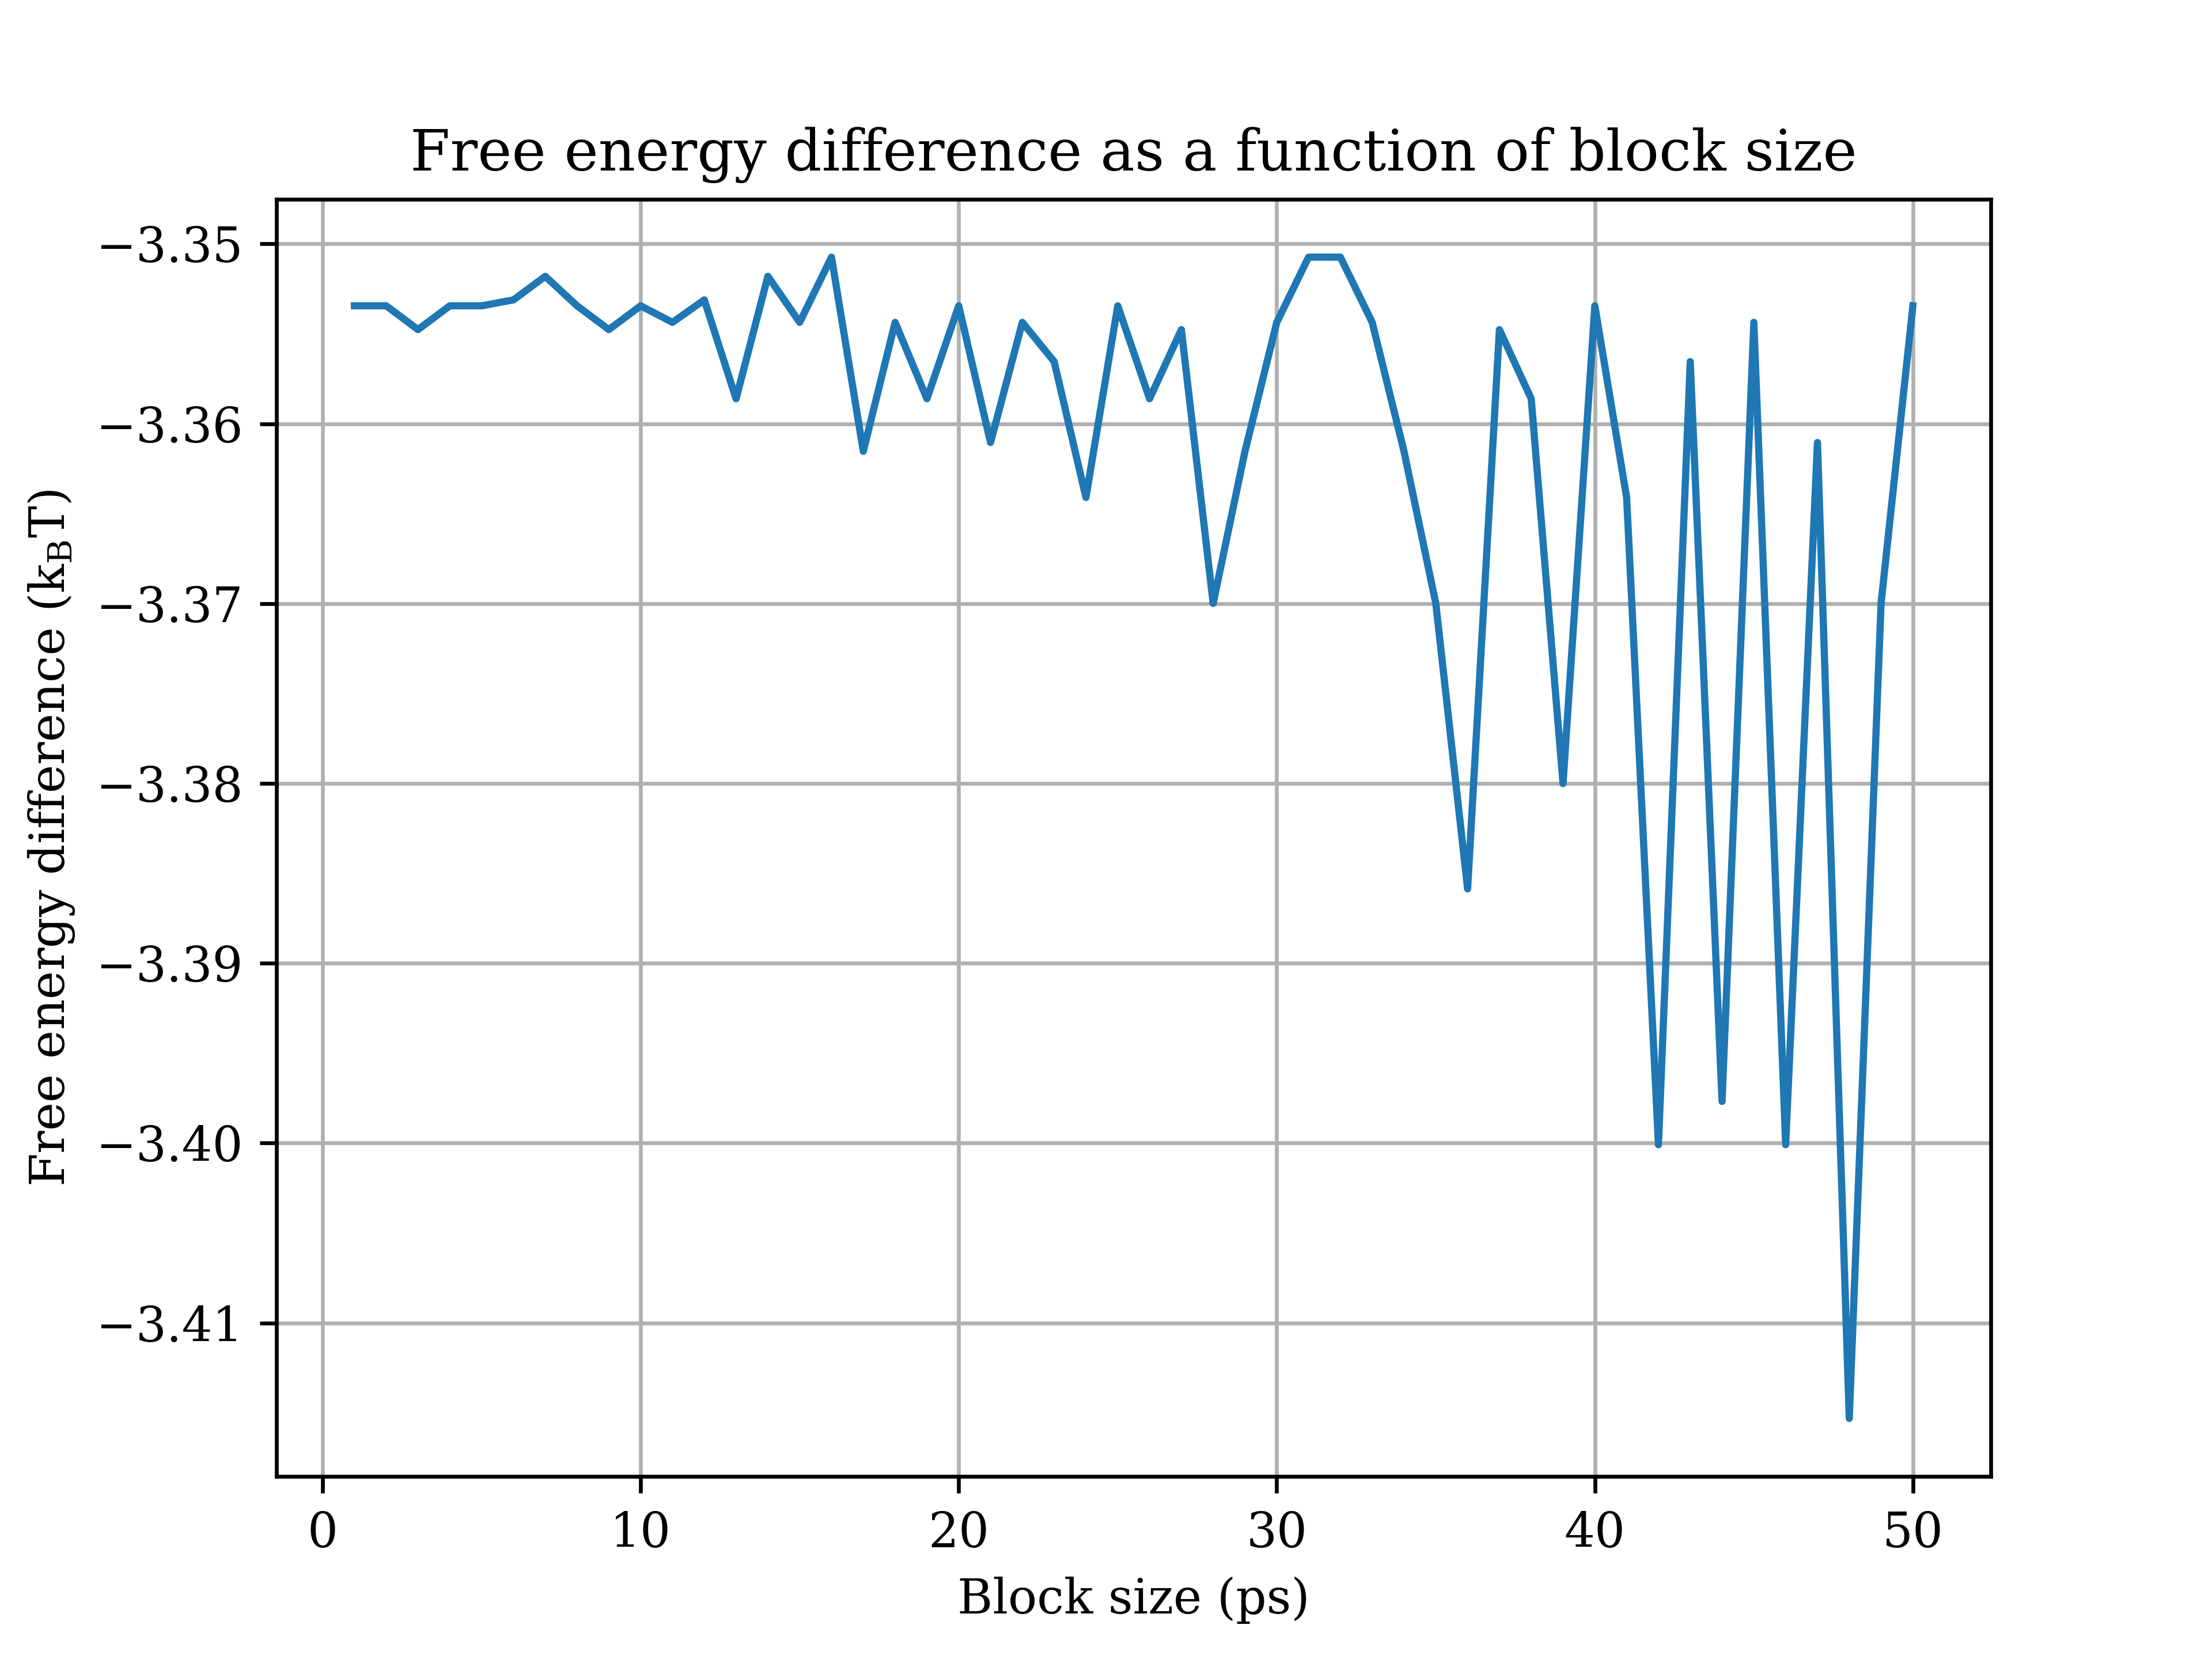 Free energy difference as a function of block size
Free energy difference (k_BT)
−3.35
−3.36
−3.37
−3.38
−3.39
−3.40
−3.41
0 10 20 30 40 50
Block size (ps)